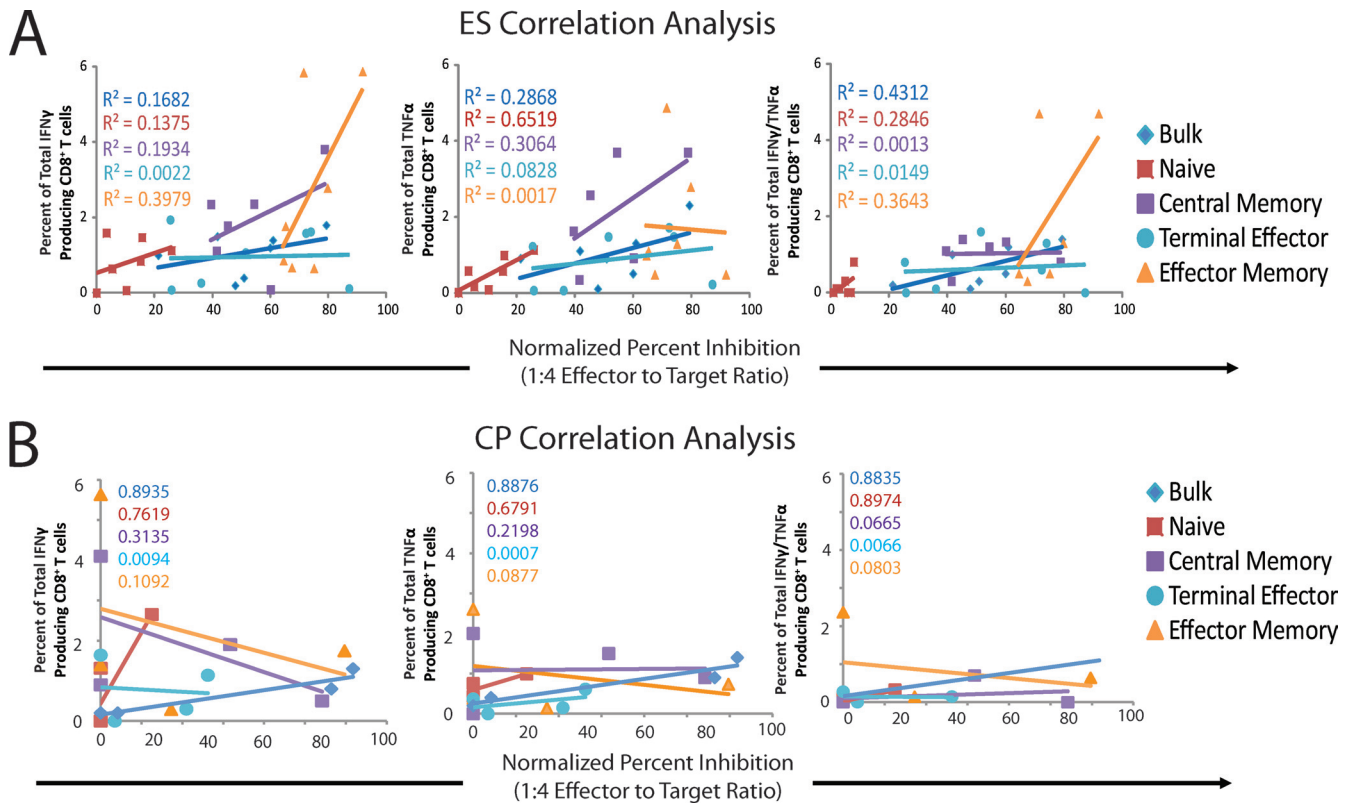 A
ES Correlation Analysis
Percent of Total IFNγ
Producing CD8⁺ T cells
6
4
2
0
R² = 0.1682
R² = 0.1375
R² = 0.1934
R² = 0.0022
R² = 0.3979
0 20 40 60 80 100
Percent of Total TNFα
Producing CD8⁺ T cells
6
4
2
0
R² = 0.2868
R² = 0.6519
R² = 0.3064
R² = 0.0828
R² = 0.0017
0 20 40 60 80 100
Percent of Total IFNγ/TNFα
Producing CD8⁺ T cells
6
4
2
0
R² = 0.4312
R² = 0.2846
R² = 0.0013
R² = 0.0149
R² = 0.3643
0 20 40 60 80 100
Bulk
Naive
Central Memory
Terminal Effector
Effector Memory
Normalized Percent Inhibition
(1:4 Effector to Target Ratio)
B
CP Correlation Analysis
Percent of Total IFNγ
Producing CD8⁺ T cells
6
4
2
0
0.8935
0.7619
0.3135
0.0094
0.1092
0 20 40 60 80 100
Percent of Total TNFα
Producing CD8⁺ T cells
6
4
2
0
0.8876
0.6791
0.2198
0.0007
0.0877
0 20 40 60 80 100
Percent of Total IFNγ/TNFα
Producing CD8⁺ T cells
6
4
2
0
0.8835
0.8974
0.0665
0.0066
0.0803
0 20 40 60 80 100
Bulk
Naive
Central Memory
Terminal Effector
Effector Memory
Normalized Percent Inhibition
(1:4 Effector to Target Ratio)